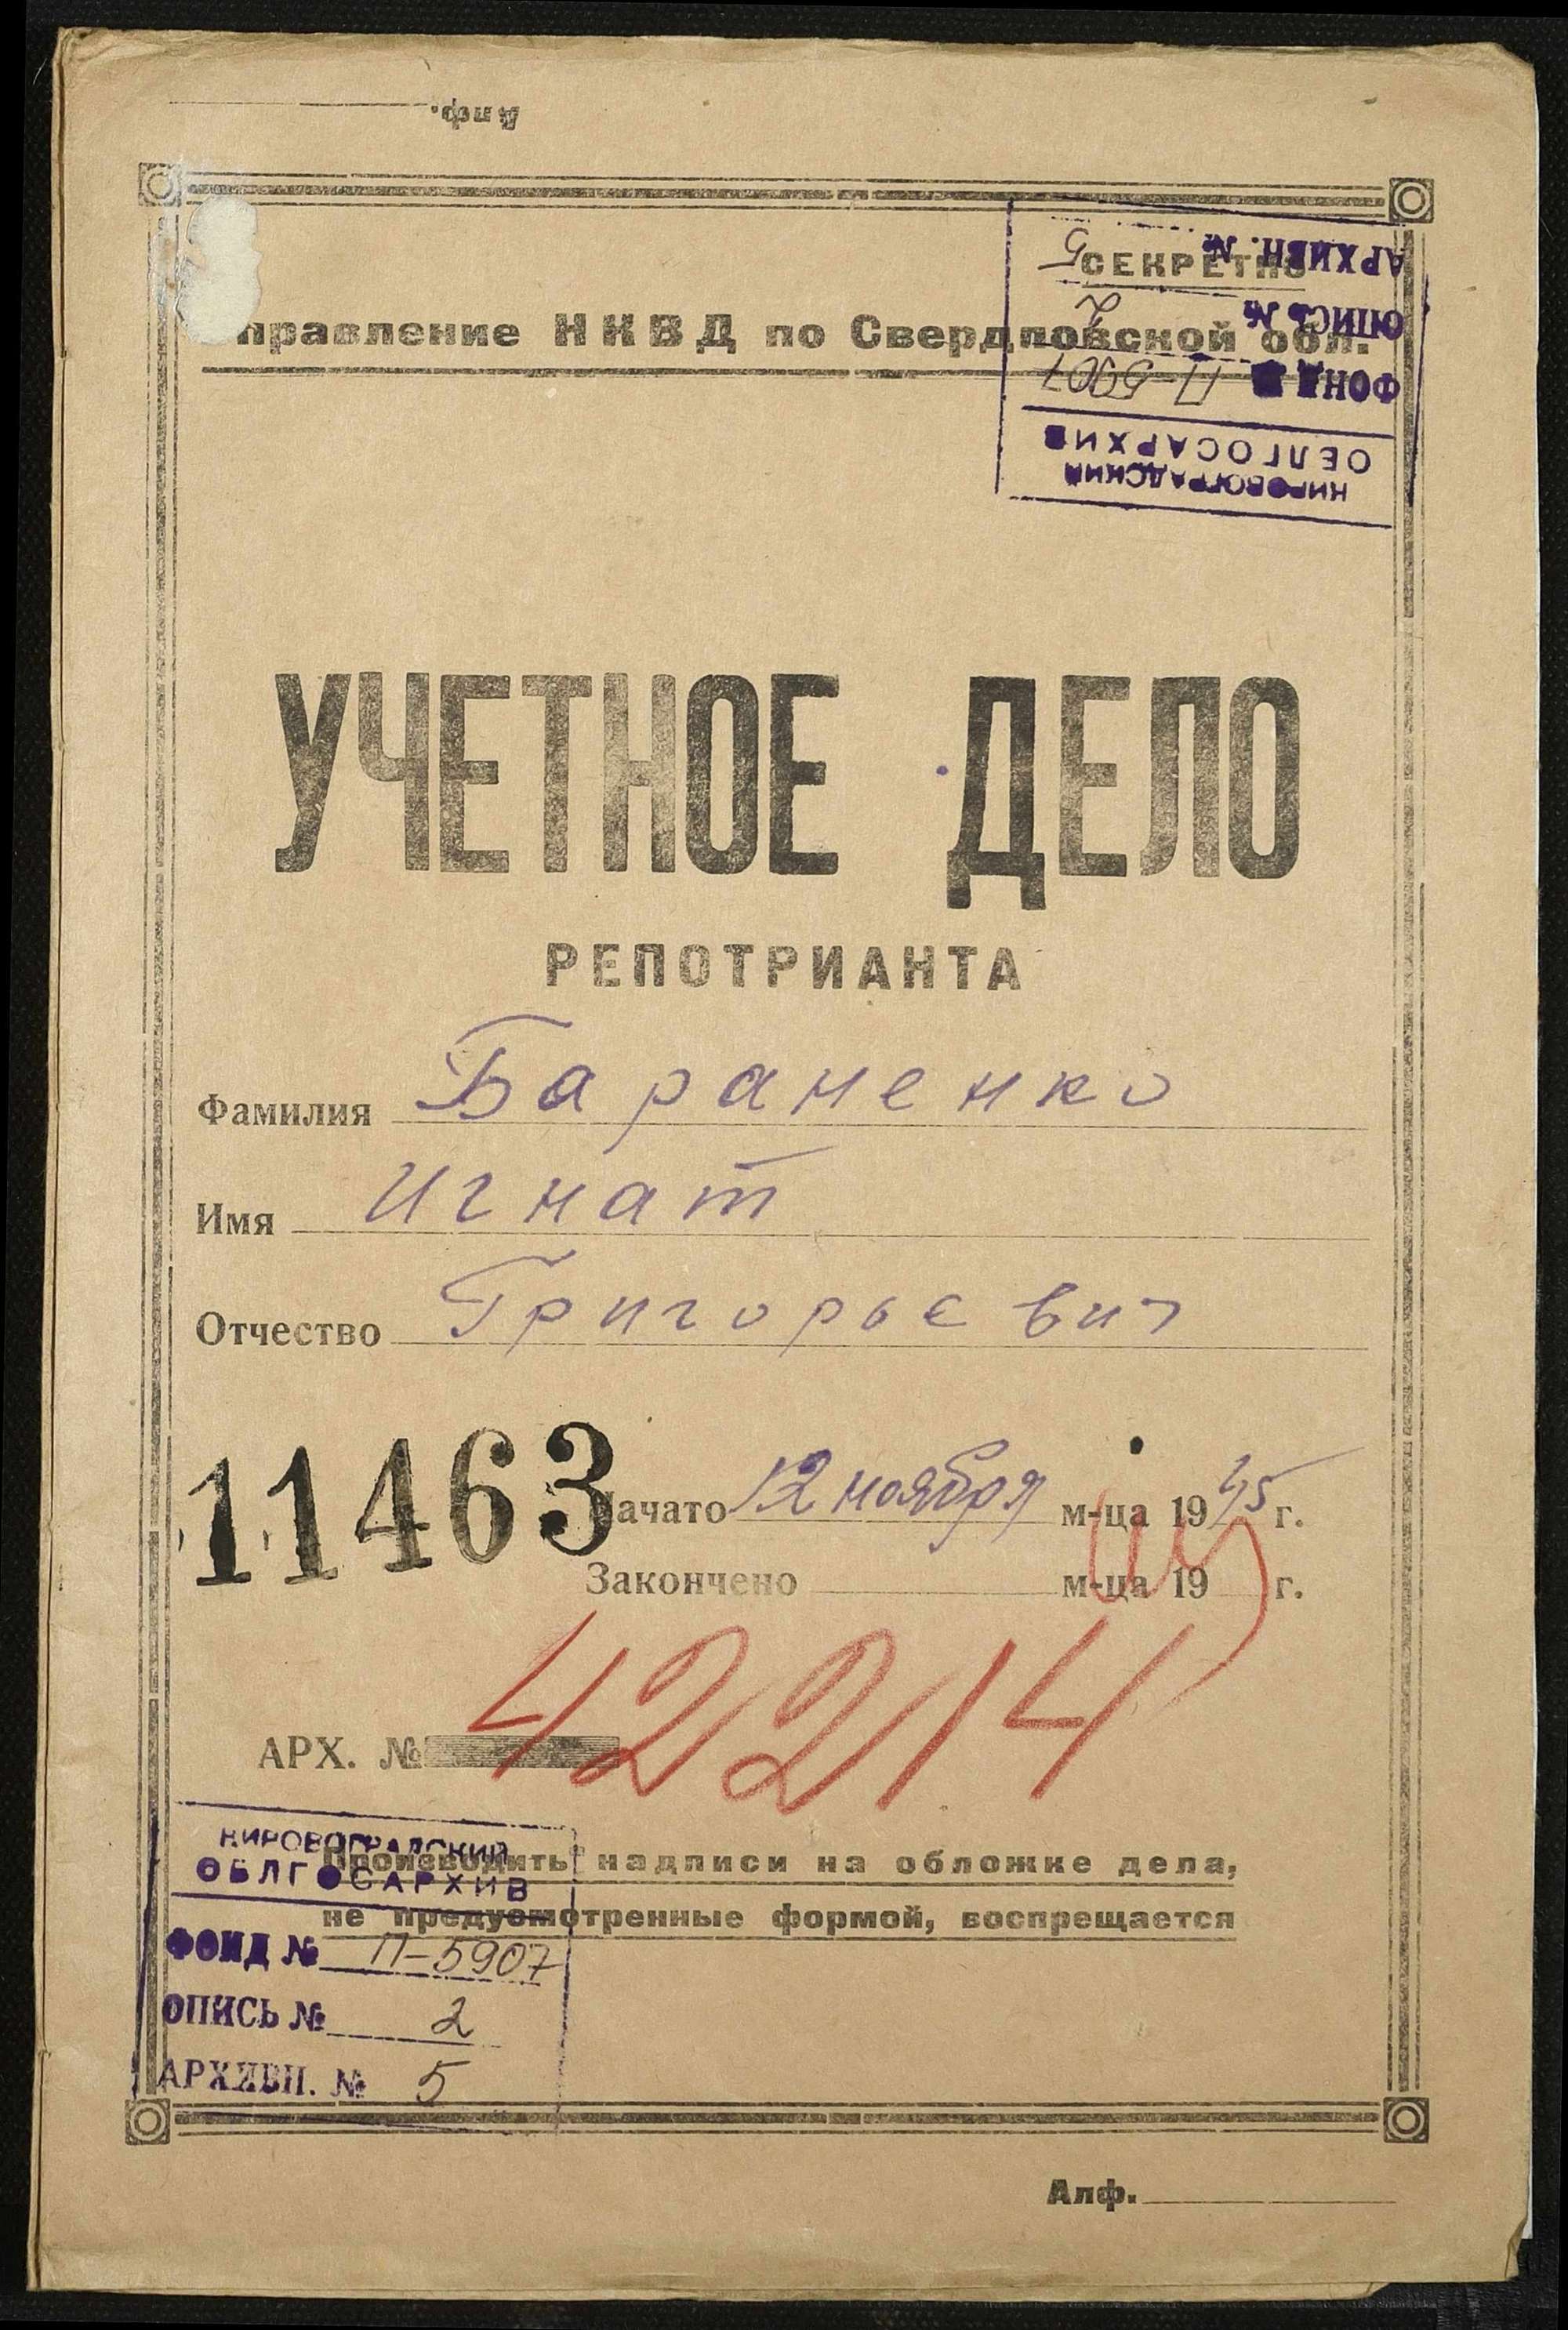 Алф.
СЕКРЕТНО
АРХИВН. № 5
ОПИСЬ № 2
ФОНД № П-5907
КИРОВОГРАДСКИЙ
ОБЛГОСАРХИВ
правление НКВД по Свердловской обл.
УЧЕТНОЕ ДЕЛО
РЕПОТРИАНТА
Фамилия Бараненко
Имя Игнат
Отчество Григорьевич
11463
Начато 12 ноября м-ца 1945 г.
Закончено м-ца 19 г.
АРХ. № 42214
КИРОВОГРАДСКИЙ
ОБЛГОСАРХИВ
Производить надписи на обложке дела,
не предусмотренные формой, воспрещается
ФОНД № П-5907
ОПИСЬ № 2
АРХИВН. № 5
Алф.